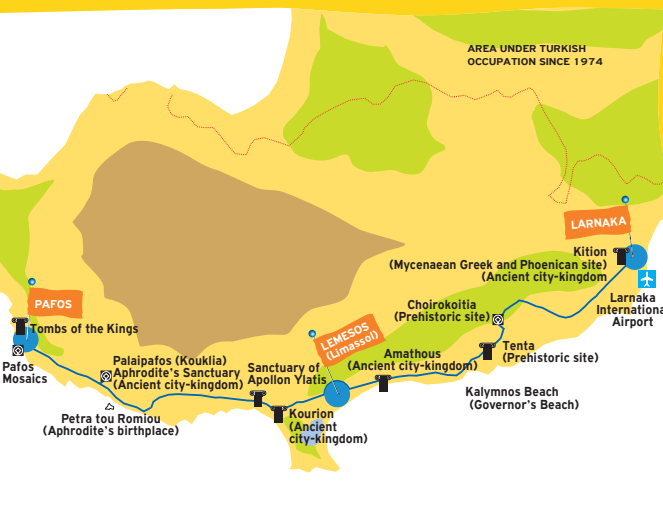 AREA UNDER TURKISH
OCCUPATION SINCE 1974
LARNAKA
Kition
(Mycenaean Greek and Phoenican site)
(Ancient city-kingdom
Larnaka
Internationa
Airport
Choirokoitia
(Prehistoric site)
Tenta
(Prehistoric site)
Kalymnos Beach
(Governor's Beach)
LEMESOS
(Limassol)
Amathous
(Ancient city-kingdom)
Sanctuary of
Apollon Ylatis
Kourion
(Ancient
city-kingdom)
PAFOS
Tombs of the Kings
Pafos
Mosaics
Palaipafos (Kouklia)
Aphrodite's Sanctuary
(Ancient city-kingdom)
Petra tou Romiou
(Aphrodite's birthplace)